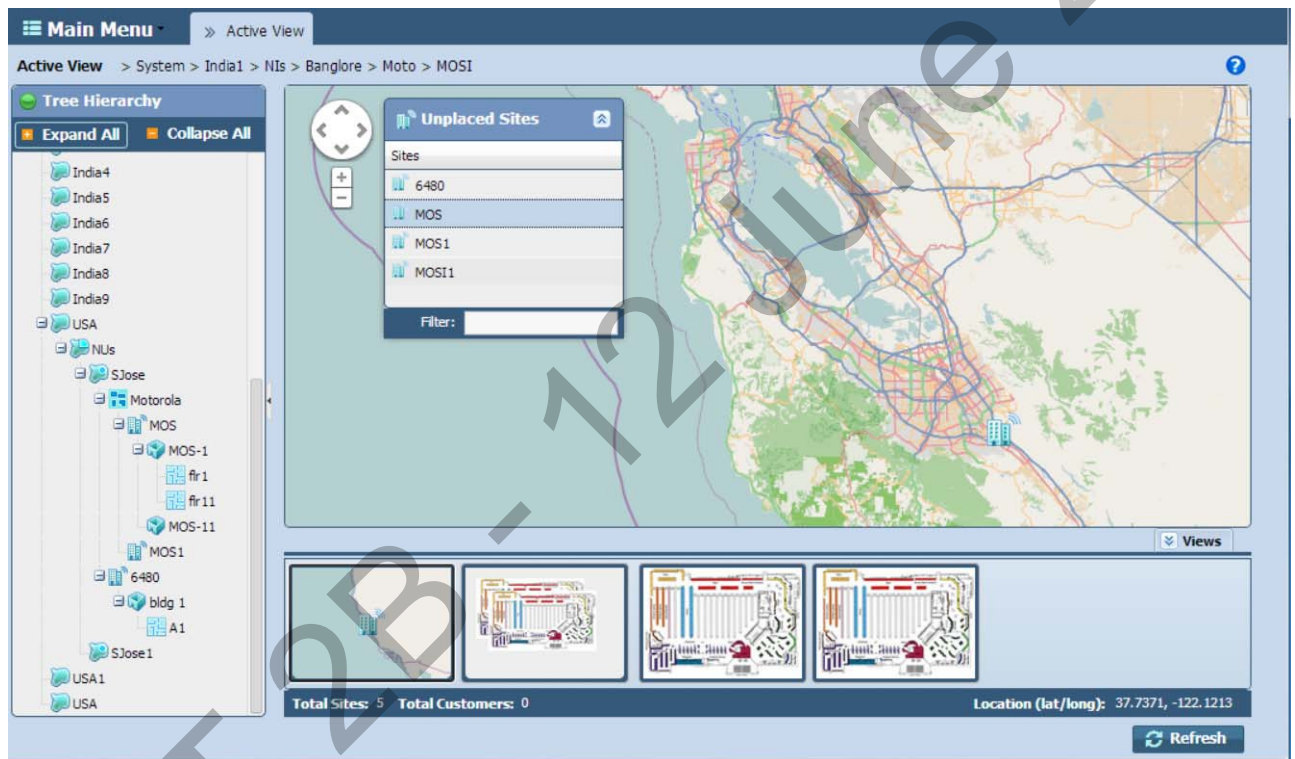 Main Menu
» Active View
Active View > System > India1 > NIs > Banglore > Moto > MOSI
Tree Hierarchy
Expand All Collapse All
India4
India5
India6
India7
India8
India9
USA
NUs
SJose
Motorola
MOS
MOS-1
flr1
flr11
MOS-11
MOS1
6480
bldg 1
A1
SJose1
USA1
USA
Unplaced Sites
Sites
6480
MOS
MOS1
MOSI1
Filter:
Views
Total Sites: 5 Total Customers: 0
Location (lat/long): 37.7371, -122.1213
Refresh
2B - 12 June